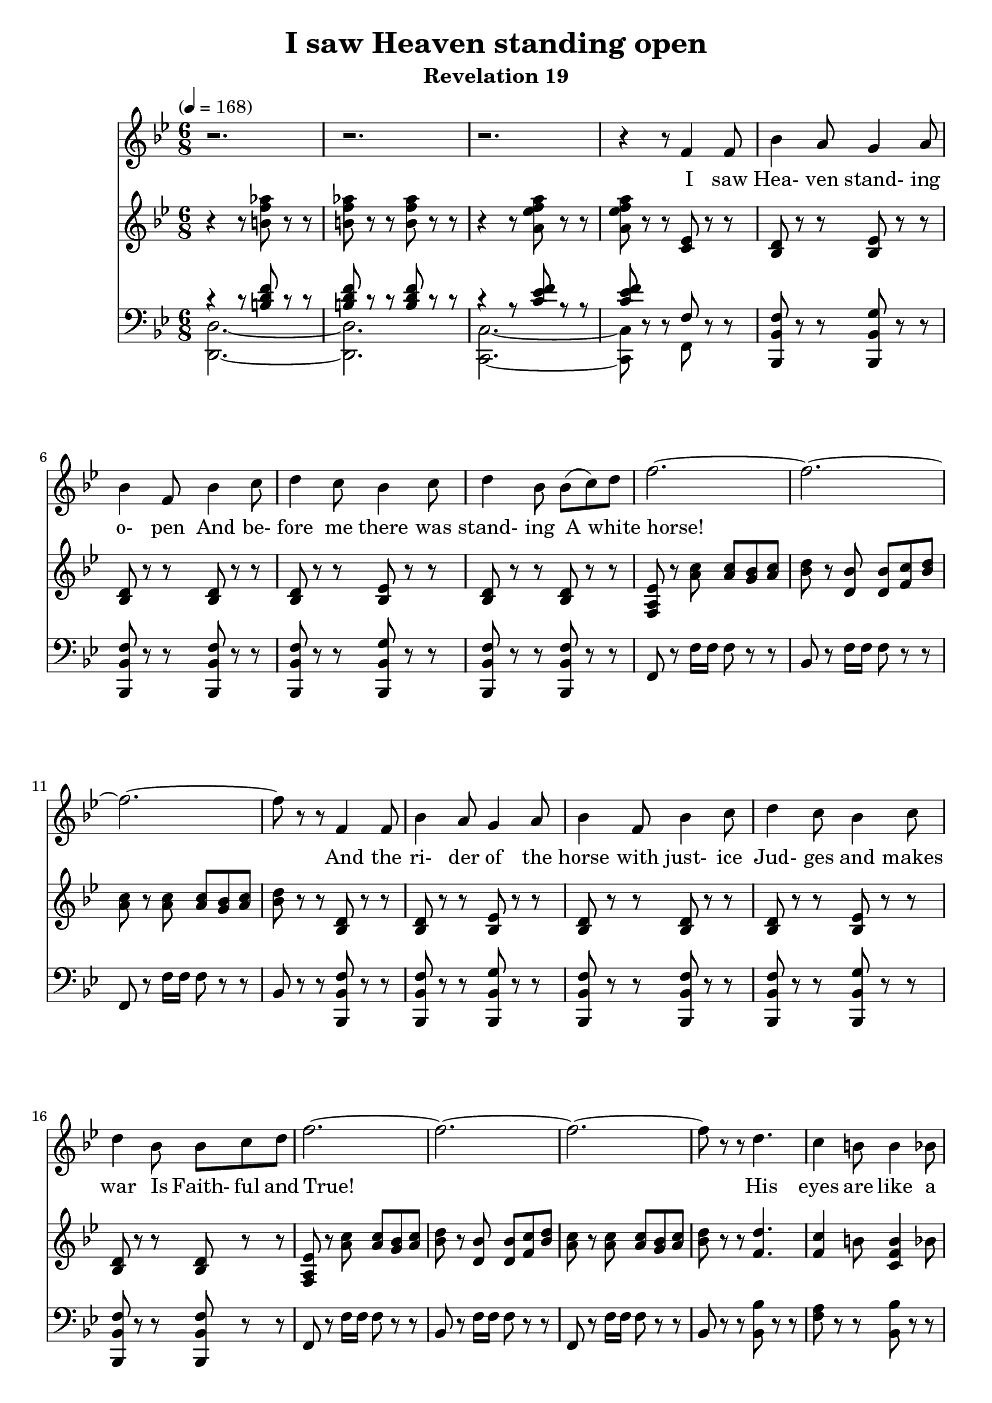 I saw Heaven standing open
Revelation 19
(♩ = 168)
I saw Hea- ven stand- ing
6
o- pen And be- fore me there was stand- ing A white horse!
11
And the ri- der of the horse with just- ice Jud- ges and makes
16
war Is Faith- ful and True! His eyes are like a